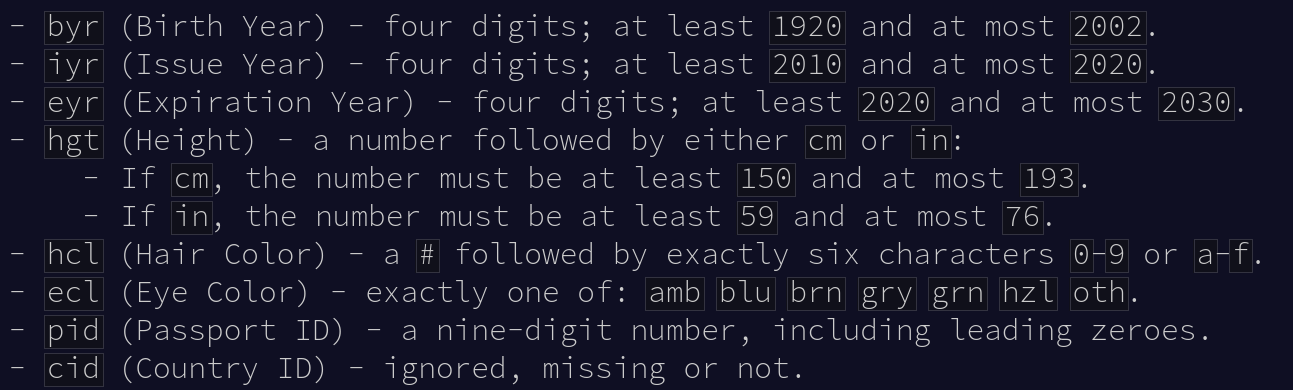 - byr (Birth Year) - four digits; at least 1920 and at most 2002.
- iyr (Issue Year) - four digits; at least 2010 and at most 2020.
- eyr (Expiration Year) - four digits; at least 2020 and at most 2030.
- hgt (Height) - a number followed by either cm or in:
    - If cm, the number must be at least 150 and at most 193.
    - If in, the number must be at least 59 and at most 76.
- hcl (Hair Color) - a # followed by exactly six characters 0-9 or a-f.
- ecl (Eye Color) - exactly one of: amb blu brn gry grn hzl oth.
- pid (Passport ID) - a nine-digit number, including leading zeroes.
- cid (Country ID) - ignored, missing or not.